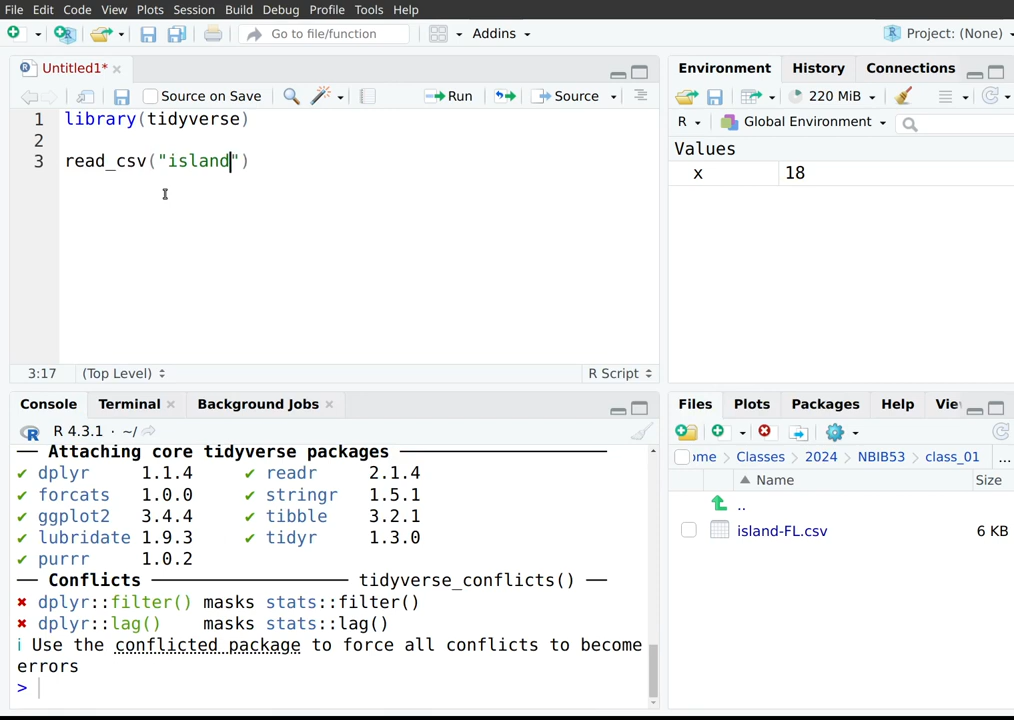 File Edit Code View Plots Session Build Debug Profile Tools Help
Go to file/function Addins Project: (None)
Untitled1*
Source on Save Run Source
1 library(tidyverse)
2
3 read_csv("island")
3:17 (Top Level) R Script
Console Terminal Background Jobs
R 4.3.1 · ~/
— Attaching core tidyverse packages —
✔ dplyr 1.1.4 ✔ readr 2.1.4
✔ forcats 1.0.0 ✔ stringr 1.5.1
✔ ggplot2 3.4.4 ✔ tibble 3.2.1
✔ lubridate 1.9.3 ✔ tidyr 1.3.0
✔ purrr 1.0.2
— Conflicts — tidyverse_conflicts() —
✖ dplyr::filter() masks stats::filter()
✖ dplyr::lag() masks stats::lag()
i Use the conflicted package to force all conflicts to become
errors
>
Environment History Connections
220 MiB
R Global Environment
Values
x 18
Files Plots Packages Help Vie
ome Classes 2024 NBIB53 class_01 ...
Name Size
..
island-FL.csv 6 KB